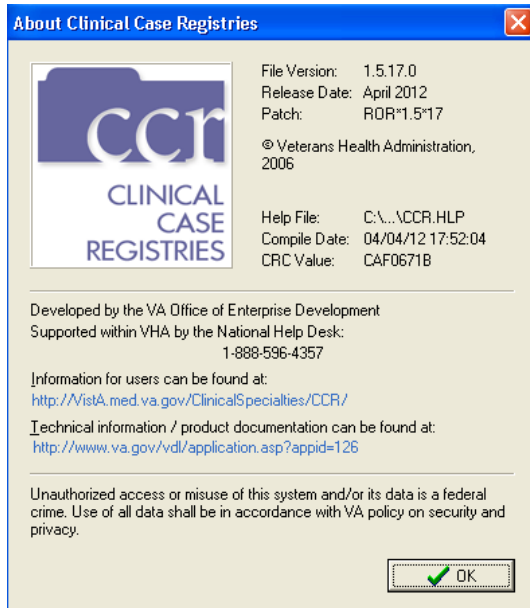 About Clinical Case Registries
ccr
CLINICAL
CASE
REGISTRIES
File Version: 1.5.17.0
Release Date: April 2012
Patch: ROR*1.5*17
© Veterans Health Administration,
2006
Help File: C:\...\CCR.HLP
Compile Date: 04/04/12 17:52:04
CRC Value: CAF0671B
Developed by the VA Office of Enterprise Development
Supported within VHA by the National Help Desk:
1-888-596-4357
Information for users can be found at:
http://VistA.med.va.gov/ClinicalSpecialties/CCR/
Technical information / product documentation can be found at:
http://www.va.gov/vdl/application.asp?appid=126
Unauthorized access or misuse of this system and/or its data is a federal
crime. Use of all data shall be in accordance with VA policy on security and
privacy.
OK